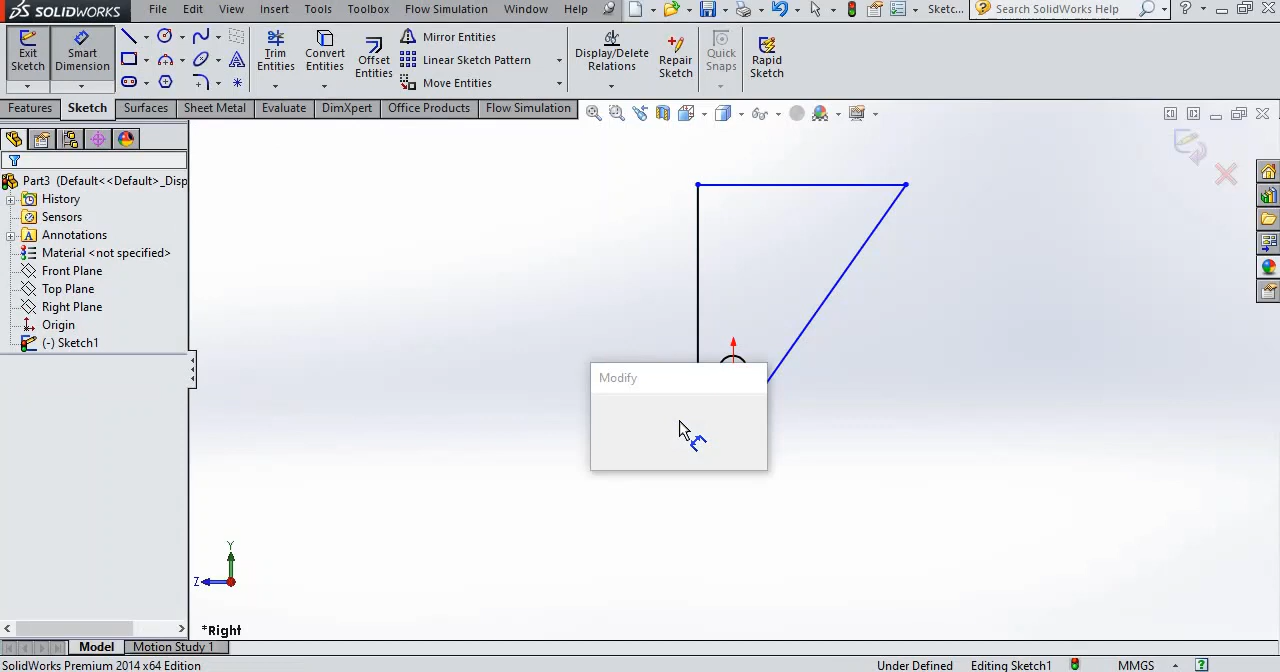 SOLIDWORKS File Edit View Insert Tools Toolbox Flow Simulation Window Help Sketc... Search SolidWorks Help
Exit Sketch
Smart Dimension
Trim Entities
Convert Entities
Offset Entities
Mirror Entities
Linear Sketch Pattern
Move Entities
Display/Delete Relations
Repair Sketch
Quick Snaps
Rapid Sketch
Features Sketch Surfaces Sheet Metal Evaluate DimXpert Office Products Flow Simulation
Part3 (Default<<Default>_Disp
History
Sensors
Annotations
Material <not specified>
Front Plane
Top Plane
Right Plane
Origin
(-) Sketch1
Modify
Y
Z
*Right
Model Motion Study 1
SolidWorks Premium 2014 x64 Edition Under Defined Editing Sketch1 MMGS